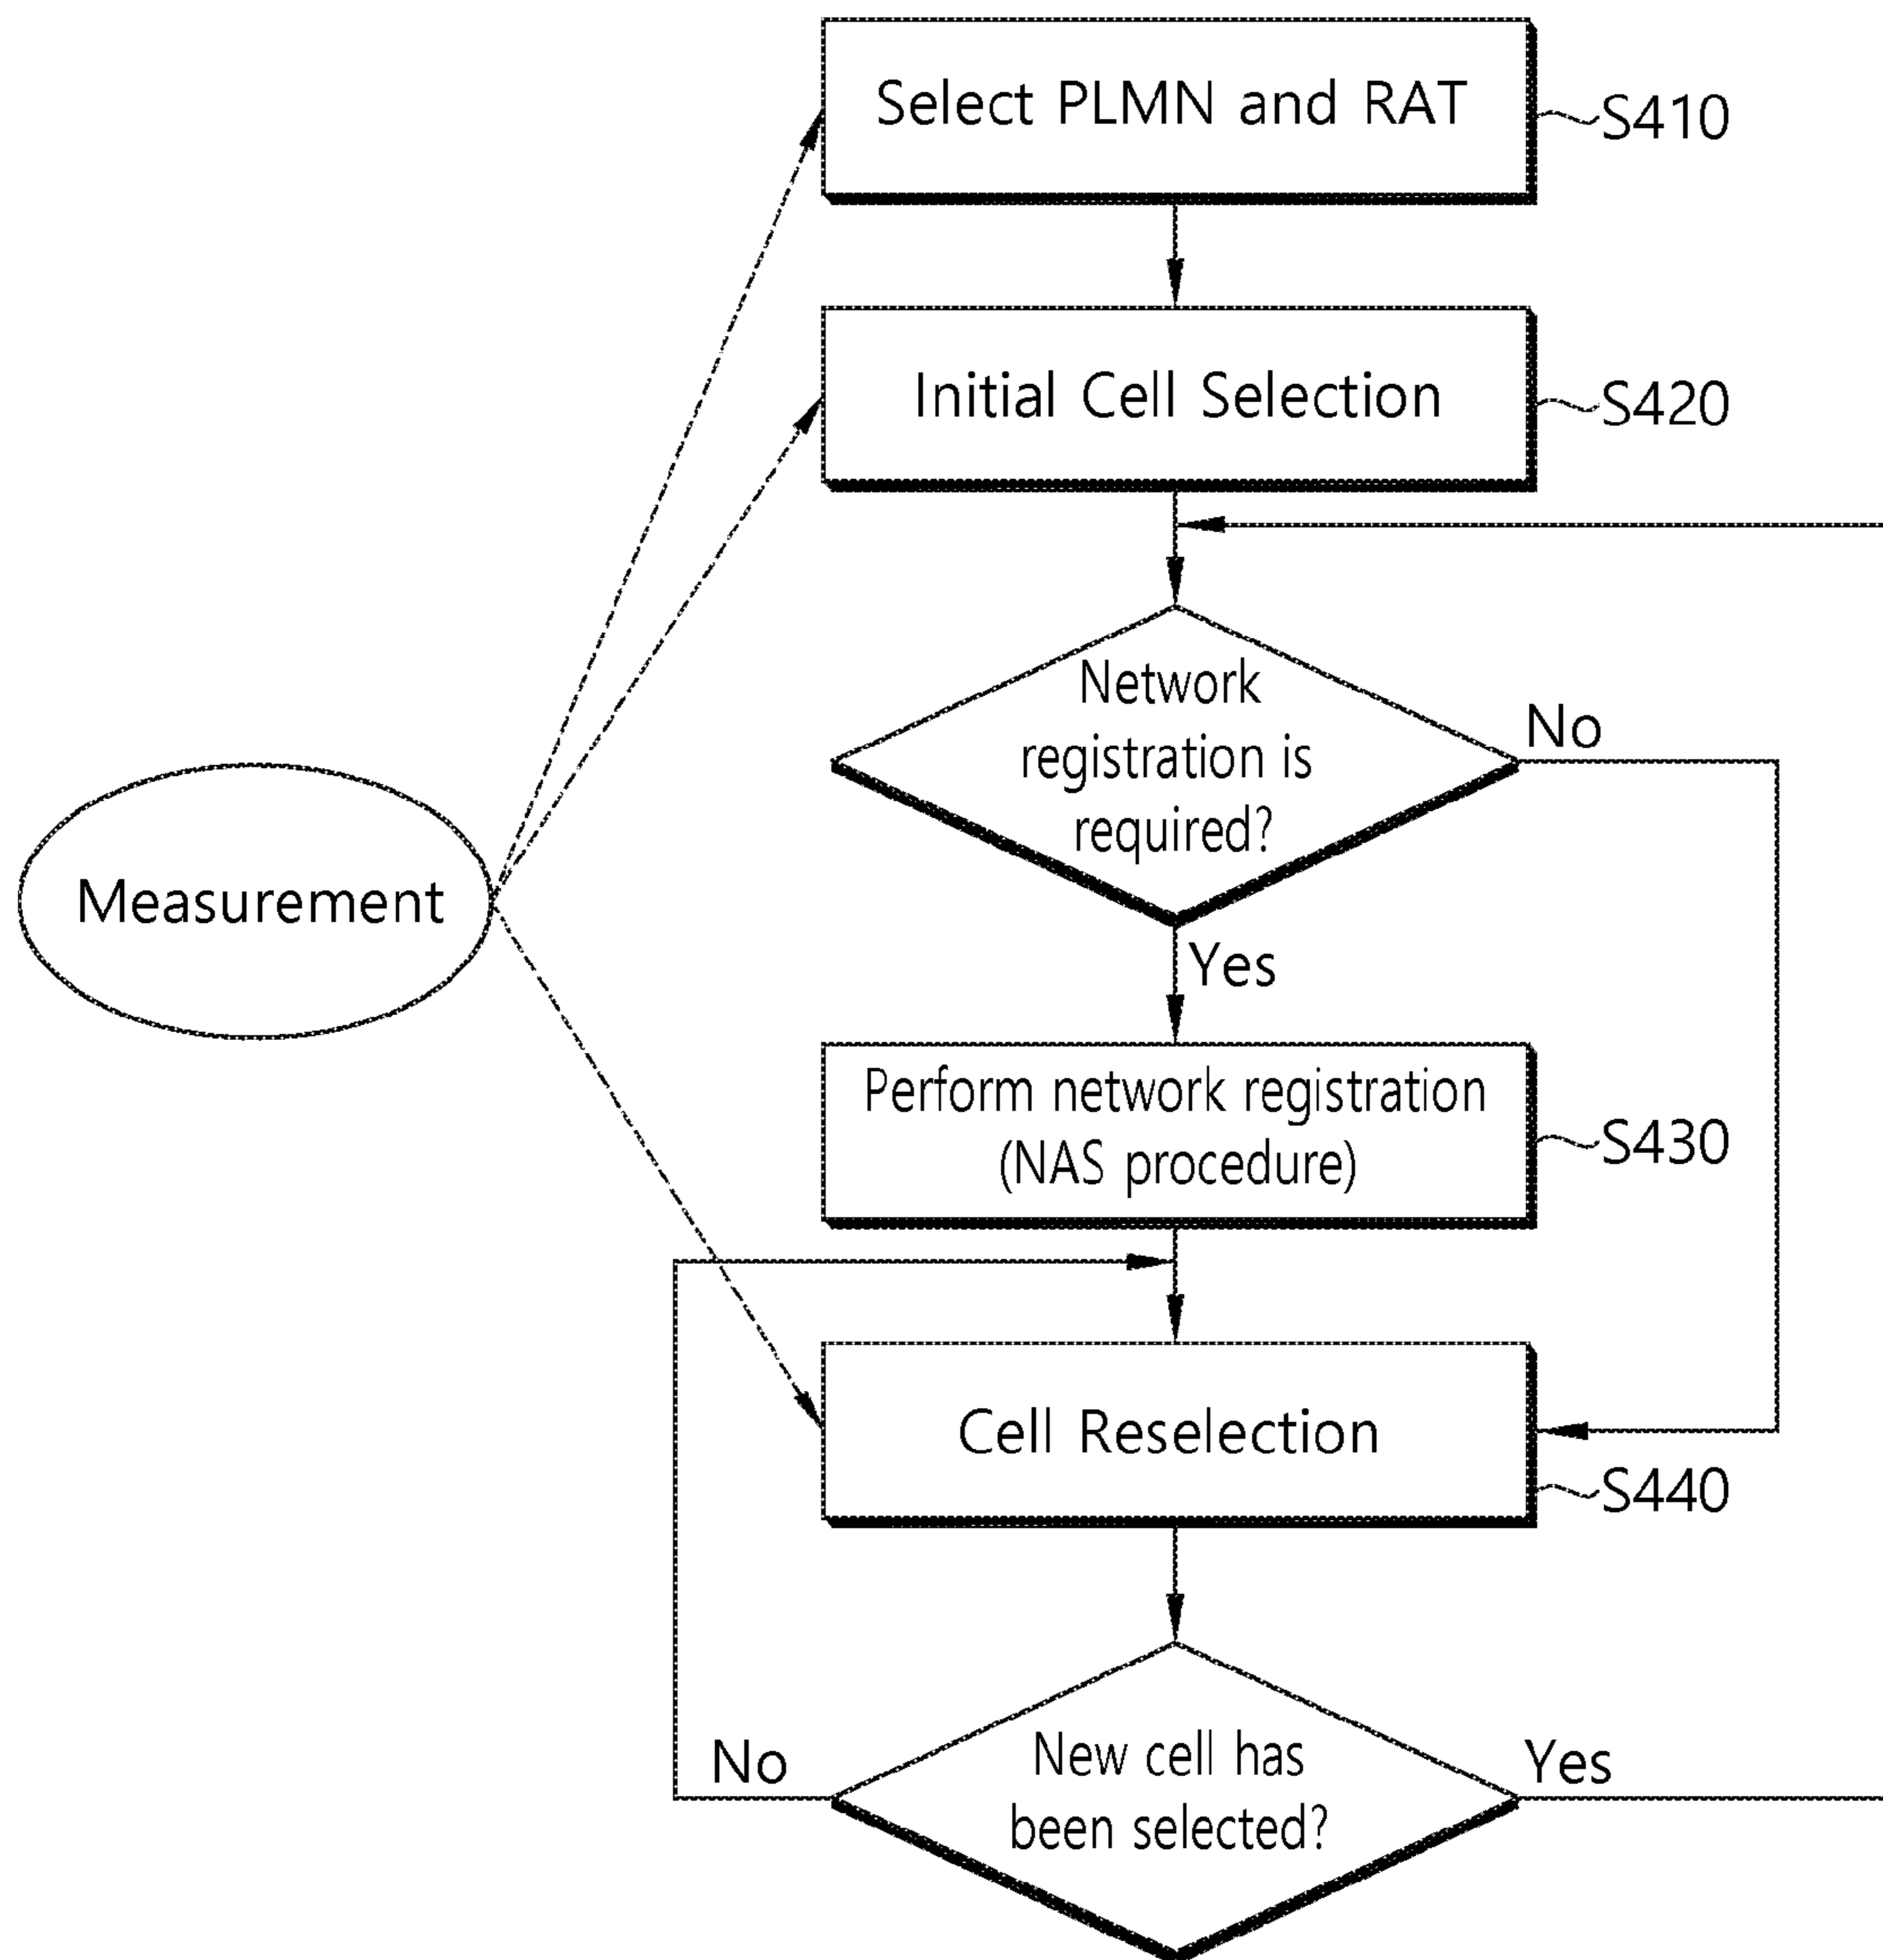 Select PLMN and RAT
S410
Initial Cell Selection
S420
Network
registration is
required?
No
Yes
Measurement
Perform network registration
(NAS procedure)
S430
Cell Reselection
S440
New cell has
been selected?
No
Yes